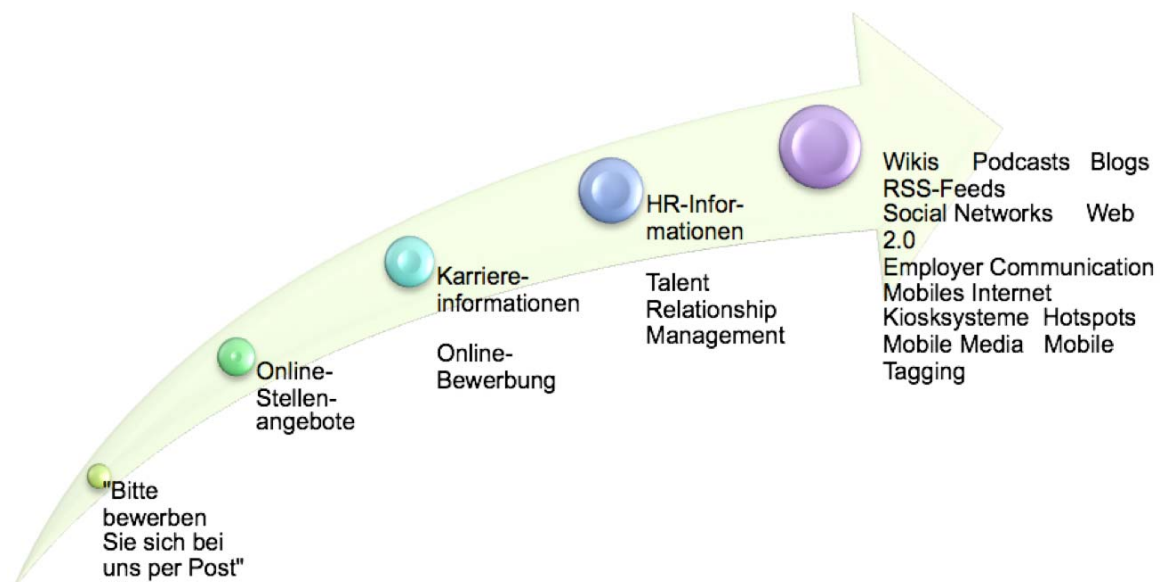 "Bitte
bewerben
Sie sich bei
uns per Post"
Online-
Stellen-
angebote
Karriere-
informationen
Online-
Bewerbung
HR-Infor-
mationen
Talent
Relationship
Management
Wikis Podcasts Blogs
RSS-Feeds
Social Networks Web
2.0
Employer Communication
Mobiles Internet
Kiosksysteme Hotspots
Mobile Media Mobile
Tagging